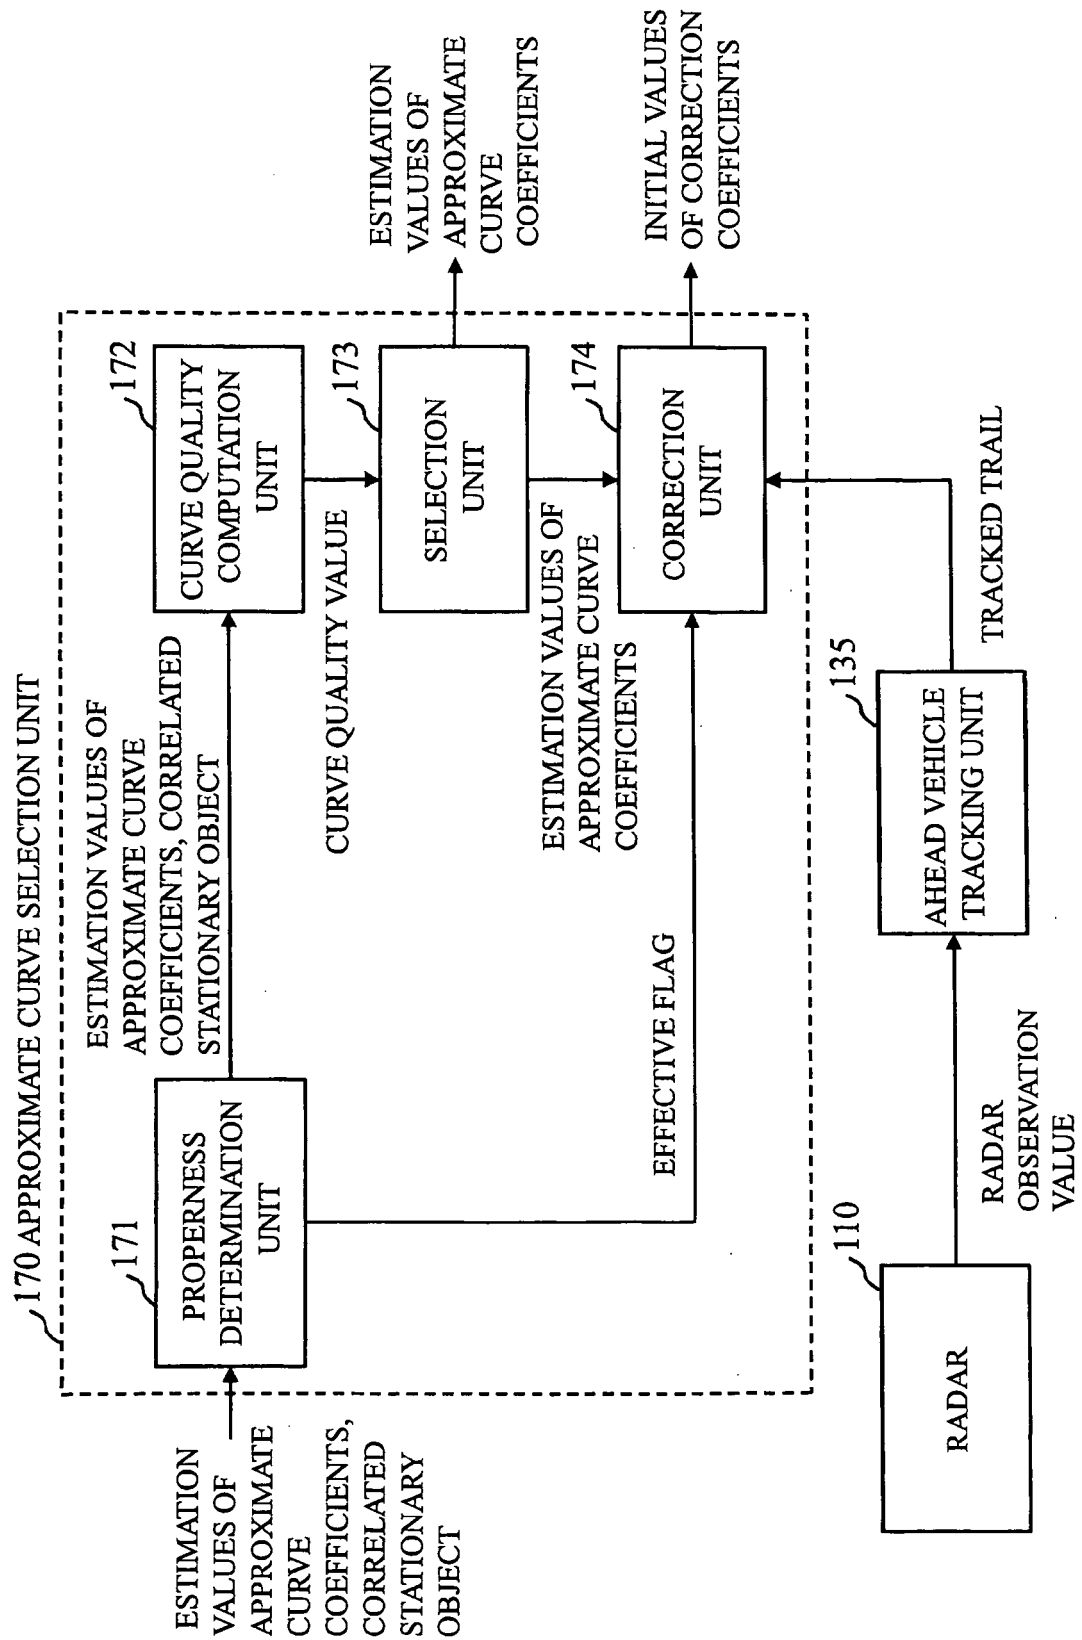 170 APPROXIMATE CURVE SELECTION UNIT
ESTIMATION
VALUES OF
APPROXIMATE
CURVE
COEFFICIENTS,
CORRELATED
STATIONARY
OBJECT
171
PROPERNESS
DETERMINATION
UNIT
ESTIMATION VALUES OF
APPROXIMATE CURVE
COEFFICIENTS, CORRELATED
STATIONARY OBJECT
172
CURVE QUALITY
COMPUTATION
UNIT
CURVE QUALITY VALUE
173
SELECTION
UNIT
ESTIMATION
VALUES OF
APPROXIMATE
CURVE
COEFFICIENTS
ESTIMATION VALUES OF
APPROXIMATE CURVE
COEFFICIENTS
EFFECTIVE FLAG
174
CORRECTION
UNIT
INITIAL VALUES
OF CORRECTION
COEFFICIENTS
110
RADAR
RADAR
OBSERVATION
VALUE
135
AHEAD VEHICLE
TRACKING UNIT
TRACKED TRAIL